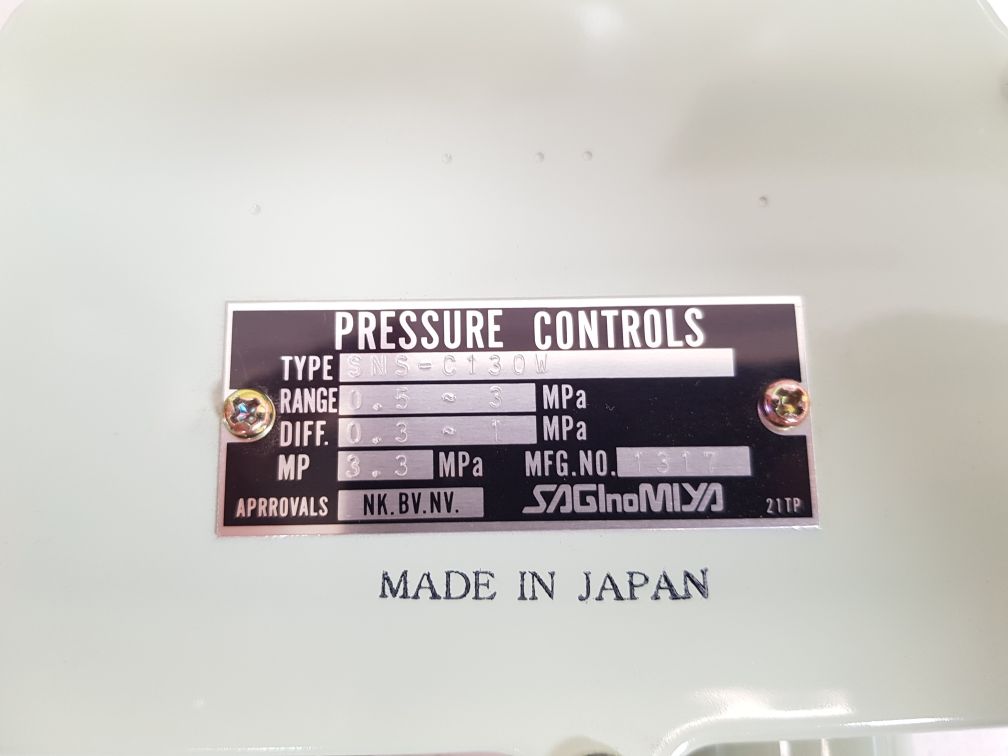 PRESSURE CONTROLS
TYPE SNS-C130W
RANGE 0.5 ~ 3 MPa
DIFF. 0.3 ~ 1 MPa
MP 3.3 MPa MFG.NO. 1317
APRROVALS NK.BV.NV. SAGInoMIYA 21TP
MADE IN JAPAN